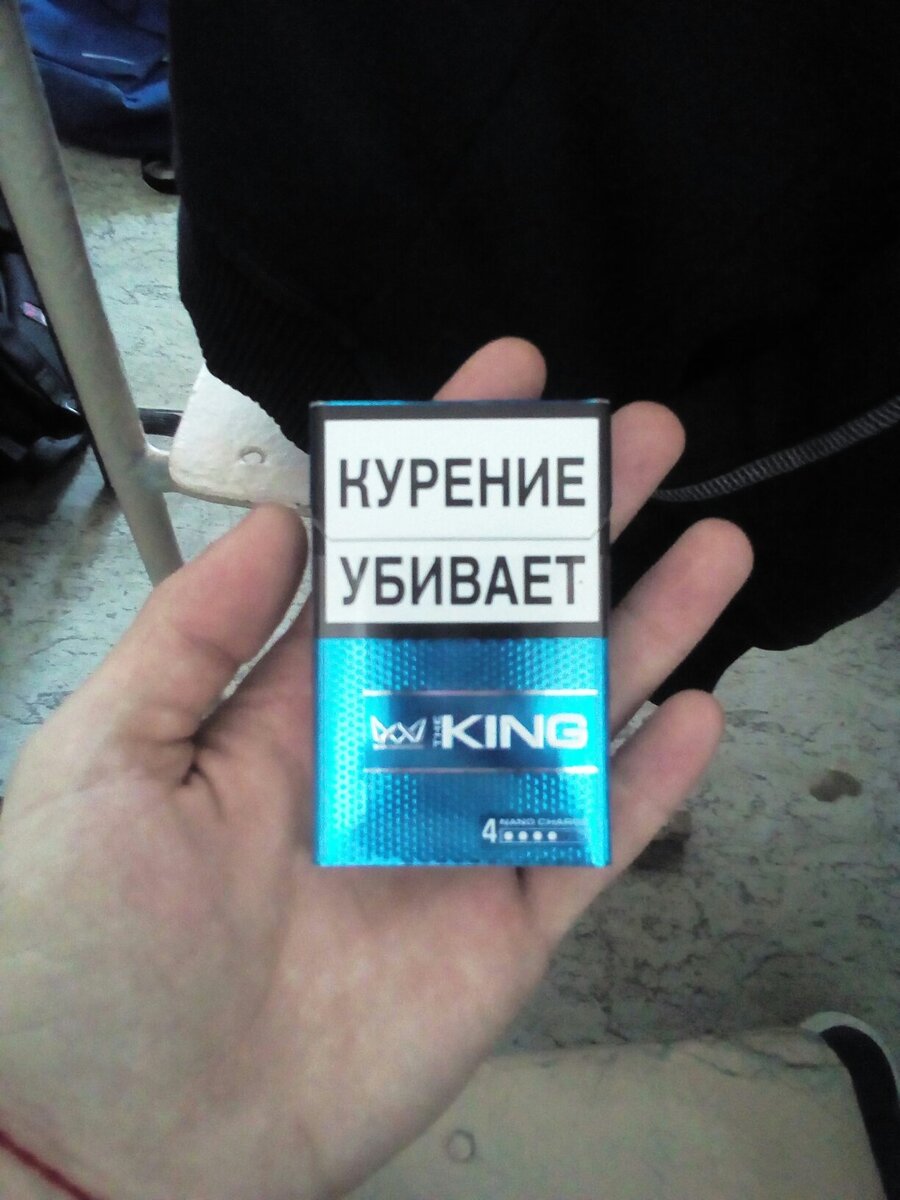 КУРЕНИЕ
УБИВАЕТ
THE KING
NANO CHARGE
4